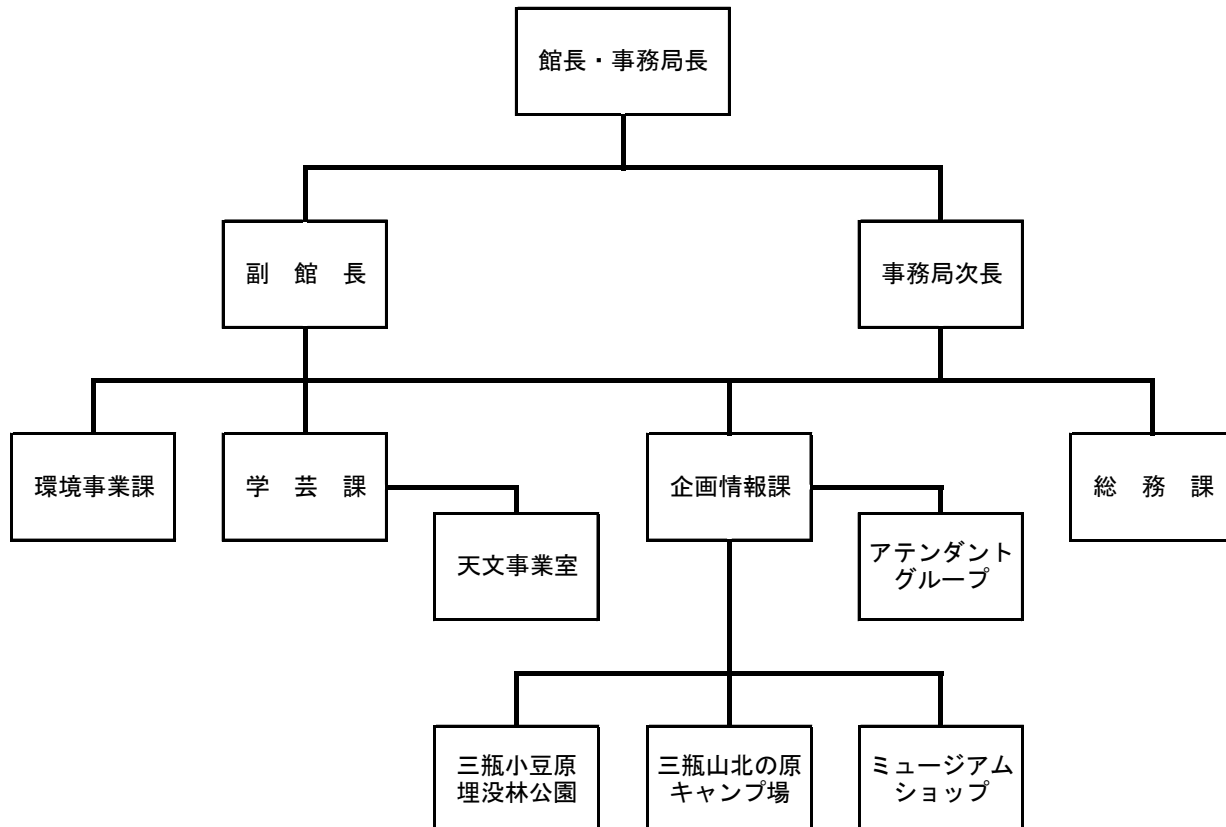 館長・事務局長
副　館　長
事務局次長
環境事業課
学　芸　課
企画情報課
総　務　課
天文事業室
アテンダント
グループ
三瓶小豆原
埋没林公園
三瓶山北の原
キャンプ場
ミュージアム
ショップ